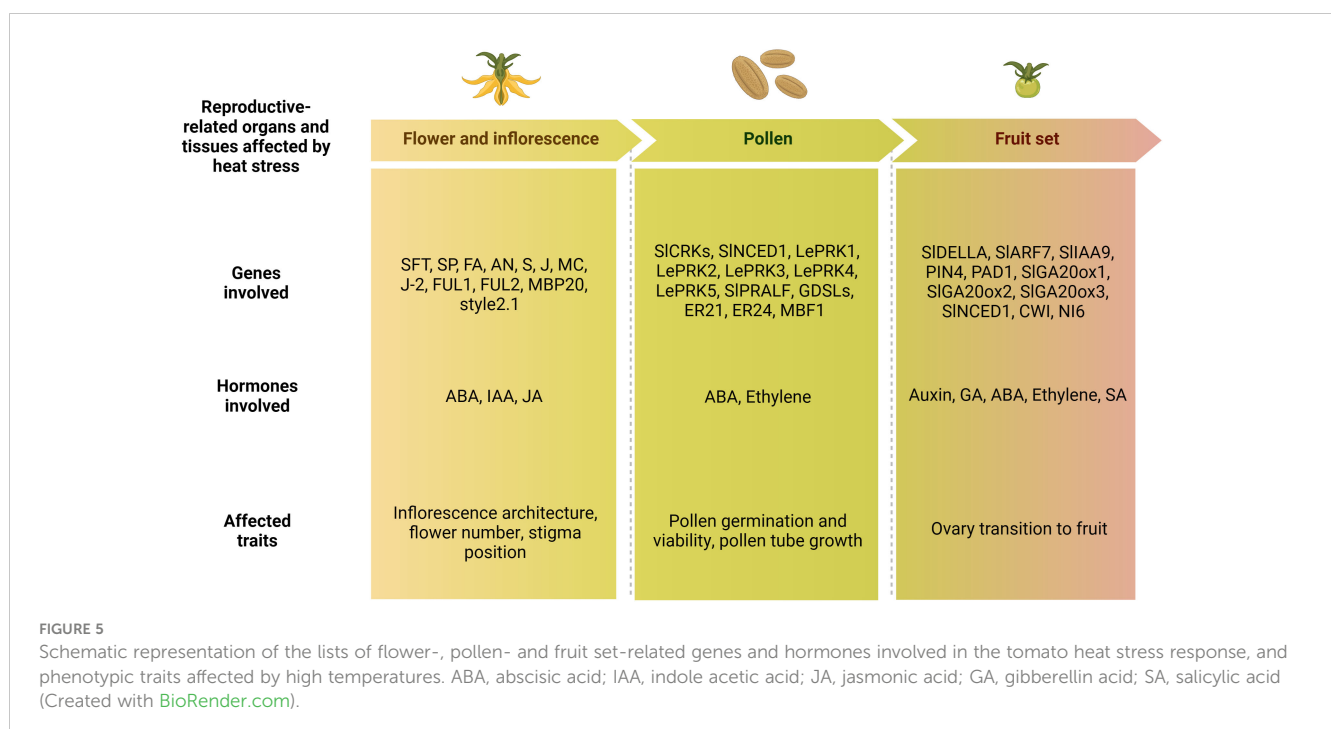 Reproductive-
related organs and
tissues affected by
heat stress
Flower and inflorescence
Pollen
Fruit set
Genes
involved
SFT, SP, FA, AN, S, J, MC,
J-2, FUL1, FUL2, MBP20,
style2.1
SlCRKs, SlNCED1, LePRK1,
LePRK2, LePRK3, LePRK4,
LePRK5, SlPRALF, GDSLs,
ER21, ER24, MBF1
SlDELLA, SlARF7, SlIAA9,
PIN4, PAD1, SlGA20ox1,
SlGA20ox2, SlGA20ox3,
SlNCED1, CWI, NI6
Hormones
involved
ABA, IAA, JA
ABA, Ethylene
Auxin, GA, ABA, Ethylene, SA
Affected
traits
Inflorescence architecture,
flower number, stigma
position
Pollen germination and
viability, pollen tube growth
Ovary transition to fruit
FIGURE 5
Schematic representation of the lists of flower-, pollen- and fruit set-related genes and hormones involved in the tomato heat stress response, and
phenotypic traits affected by high temperatures. ABA, abscisic acid; IAA, indole acetic acid; JA, jasmonic acid; GA, gibberellin acid; SA, salicylic acid
(Created with BioRender.com).